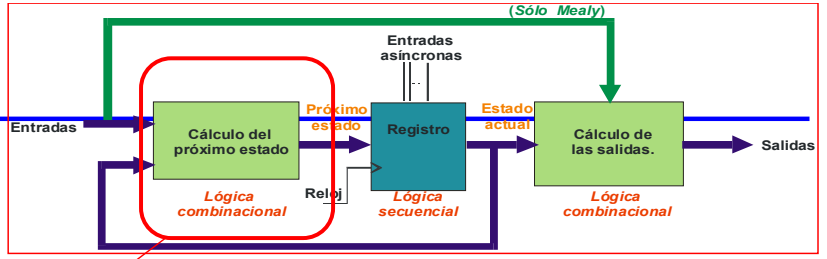 (Sólo Mealy)
Entradas
asíncronas
...
Entradas
Cálculo del
próximo estado
Próximo
estado
Registro
Estado
actual
Cálculo de
las salidas.
Salidas
Reloj
Lógica
combinacional
Lógica
secuencial
Lógica
combinacional